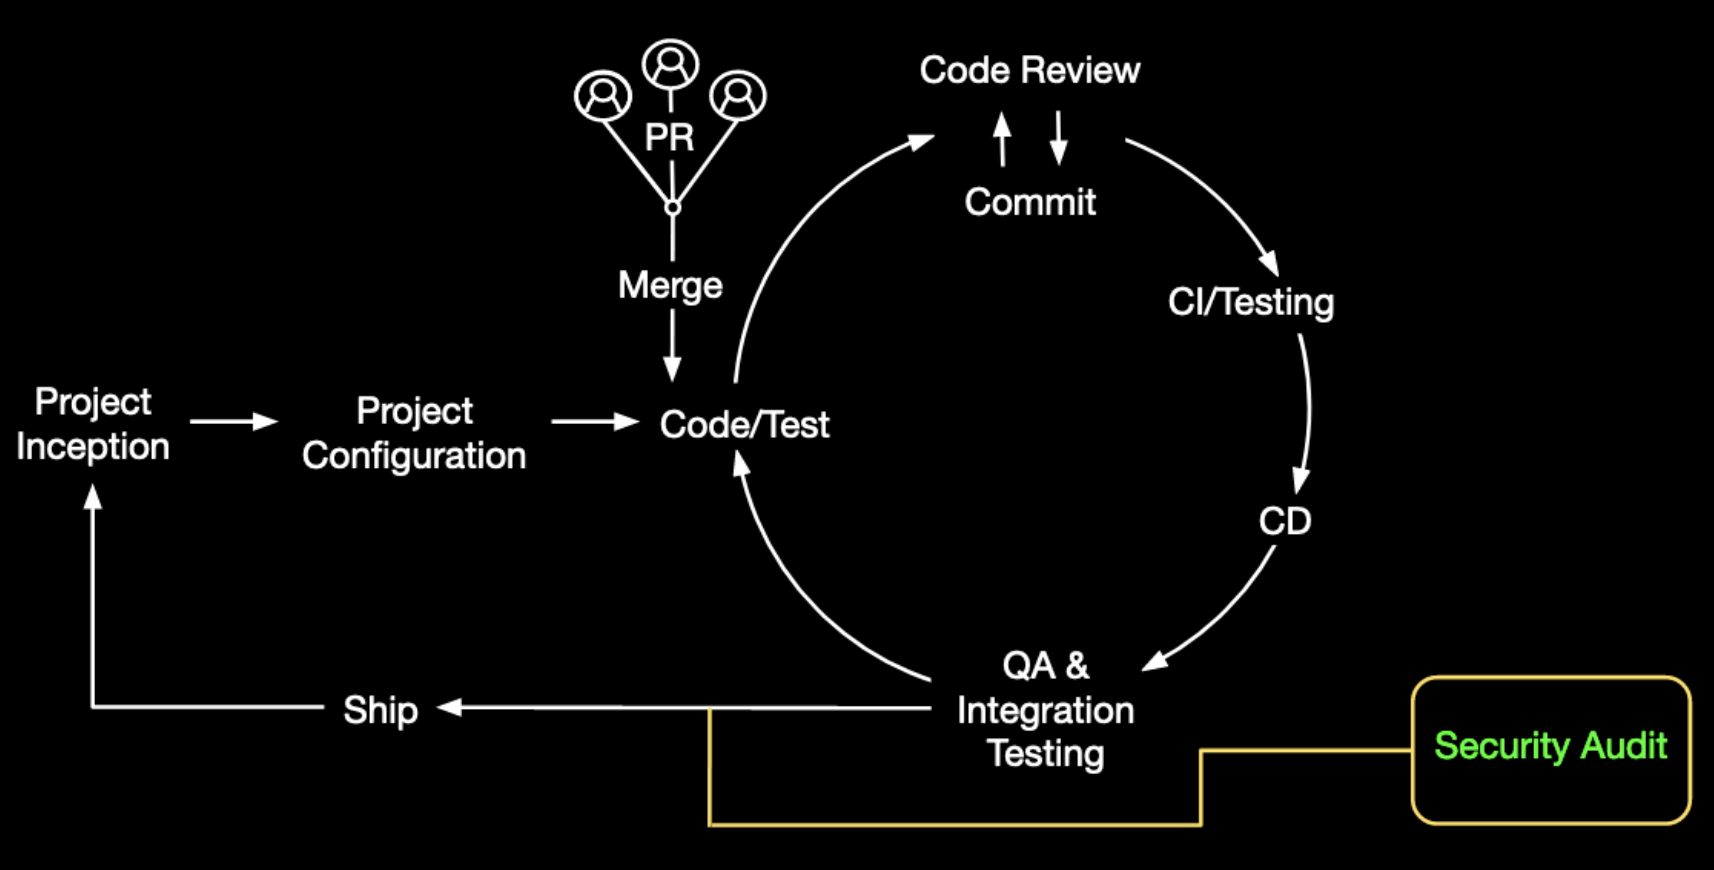 PR
Merge
Code Review
Commit
CI/Testing
Project
Inception
Project
Configuration
Code/Test
CD
QA &
Integration
Testing
Ship
Security Audit